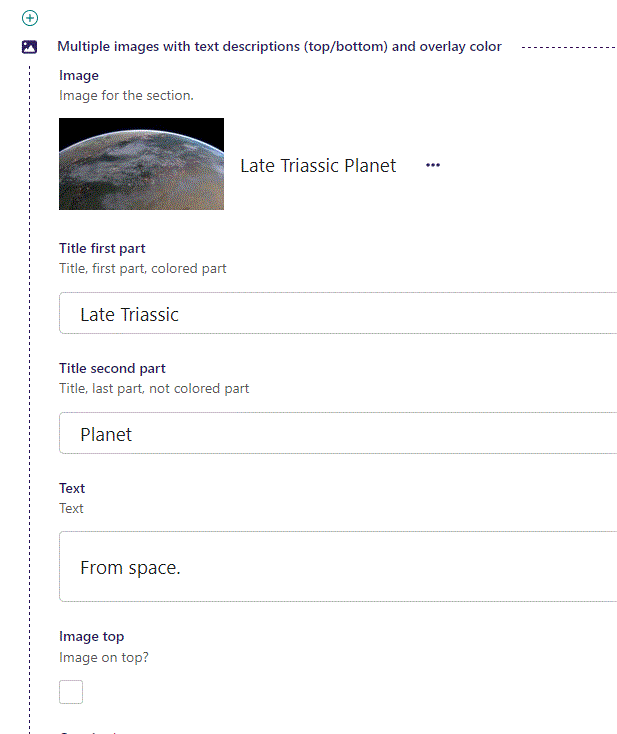 Multiple images with text descriptions (top/bottom) and overlay color
Image
Image for the section.
Late Triassic Planet
Title first part
Title, first part, colored part
Late Triassic
Title second part
Title, last part, not colored part
Planet
Text
Text
From space.
Image top
Image on top?